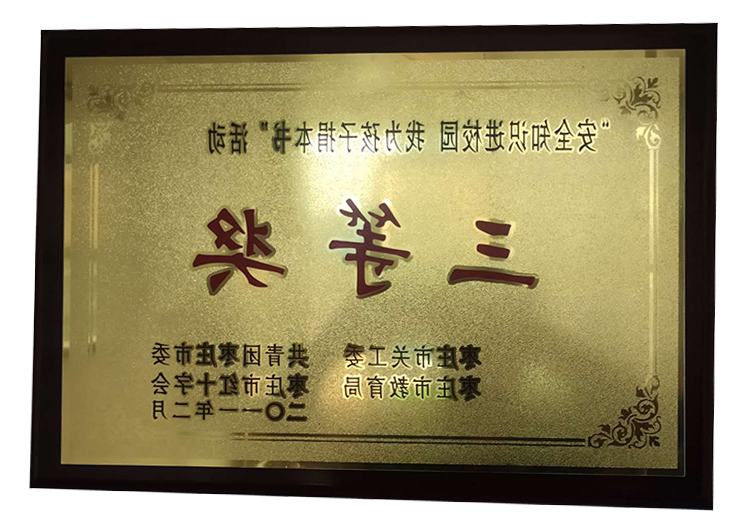 “安全知识进校园 我为孩子捐本书”活动
三等奖
枣庄市关工委 共青团枣庄市委
枣庄市教育局 枣庄市红十字会
二〇一一年二月